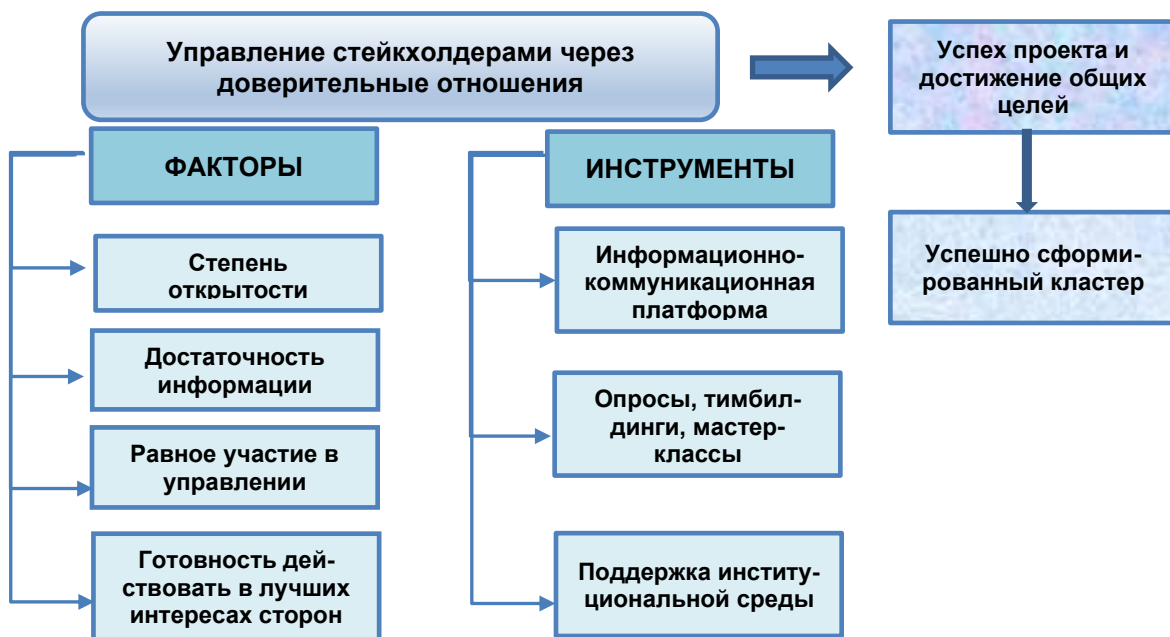 Управление стейкхолдерами через
доверительные отношения
Успех проекта и
достижение общих
целей
ФАКТОРЫ
ИНСТРУМЕНТЫ
Степень
открытости
Достаточность
информации
Равное участие в
управлении
Готовность дей-
ствовать в лучших
интересах сторон
Информационно-
коммуникационная
платформа
Опросы, тимбил-
динги, мастер-
классы
Поддержка институ-
циональной среды
Успешно сформи-
рованный кластер